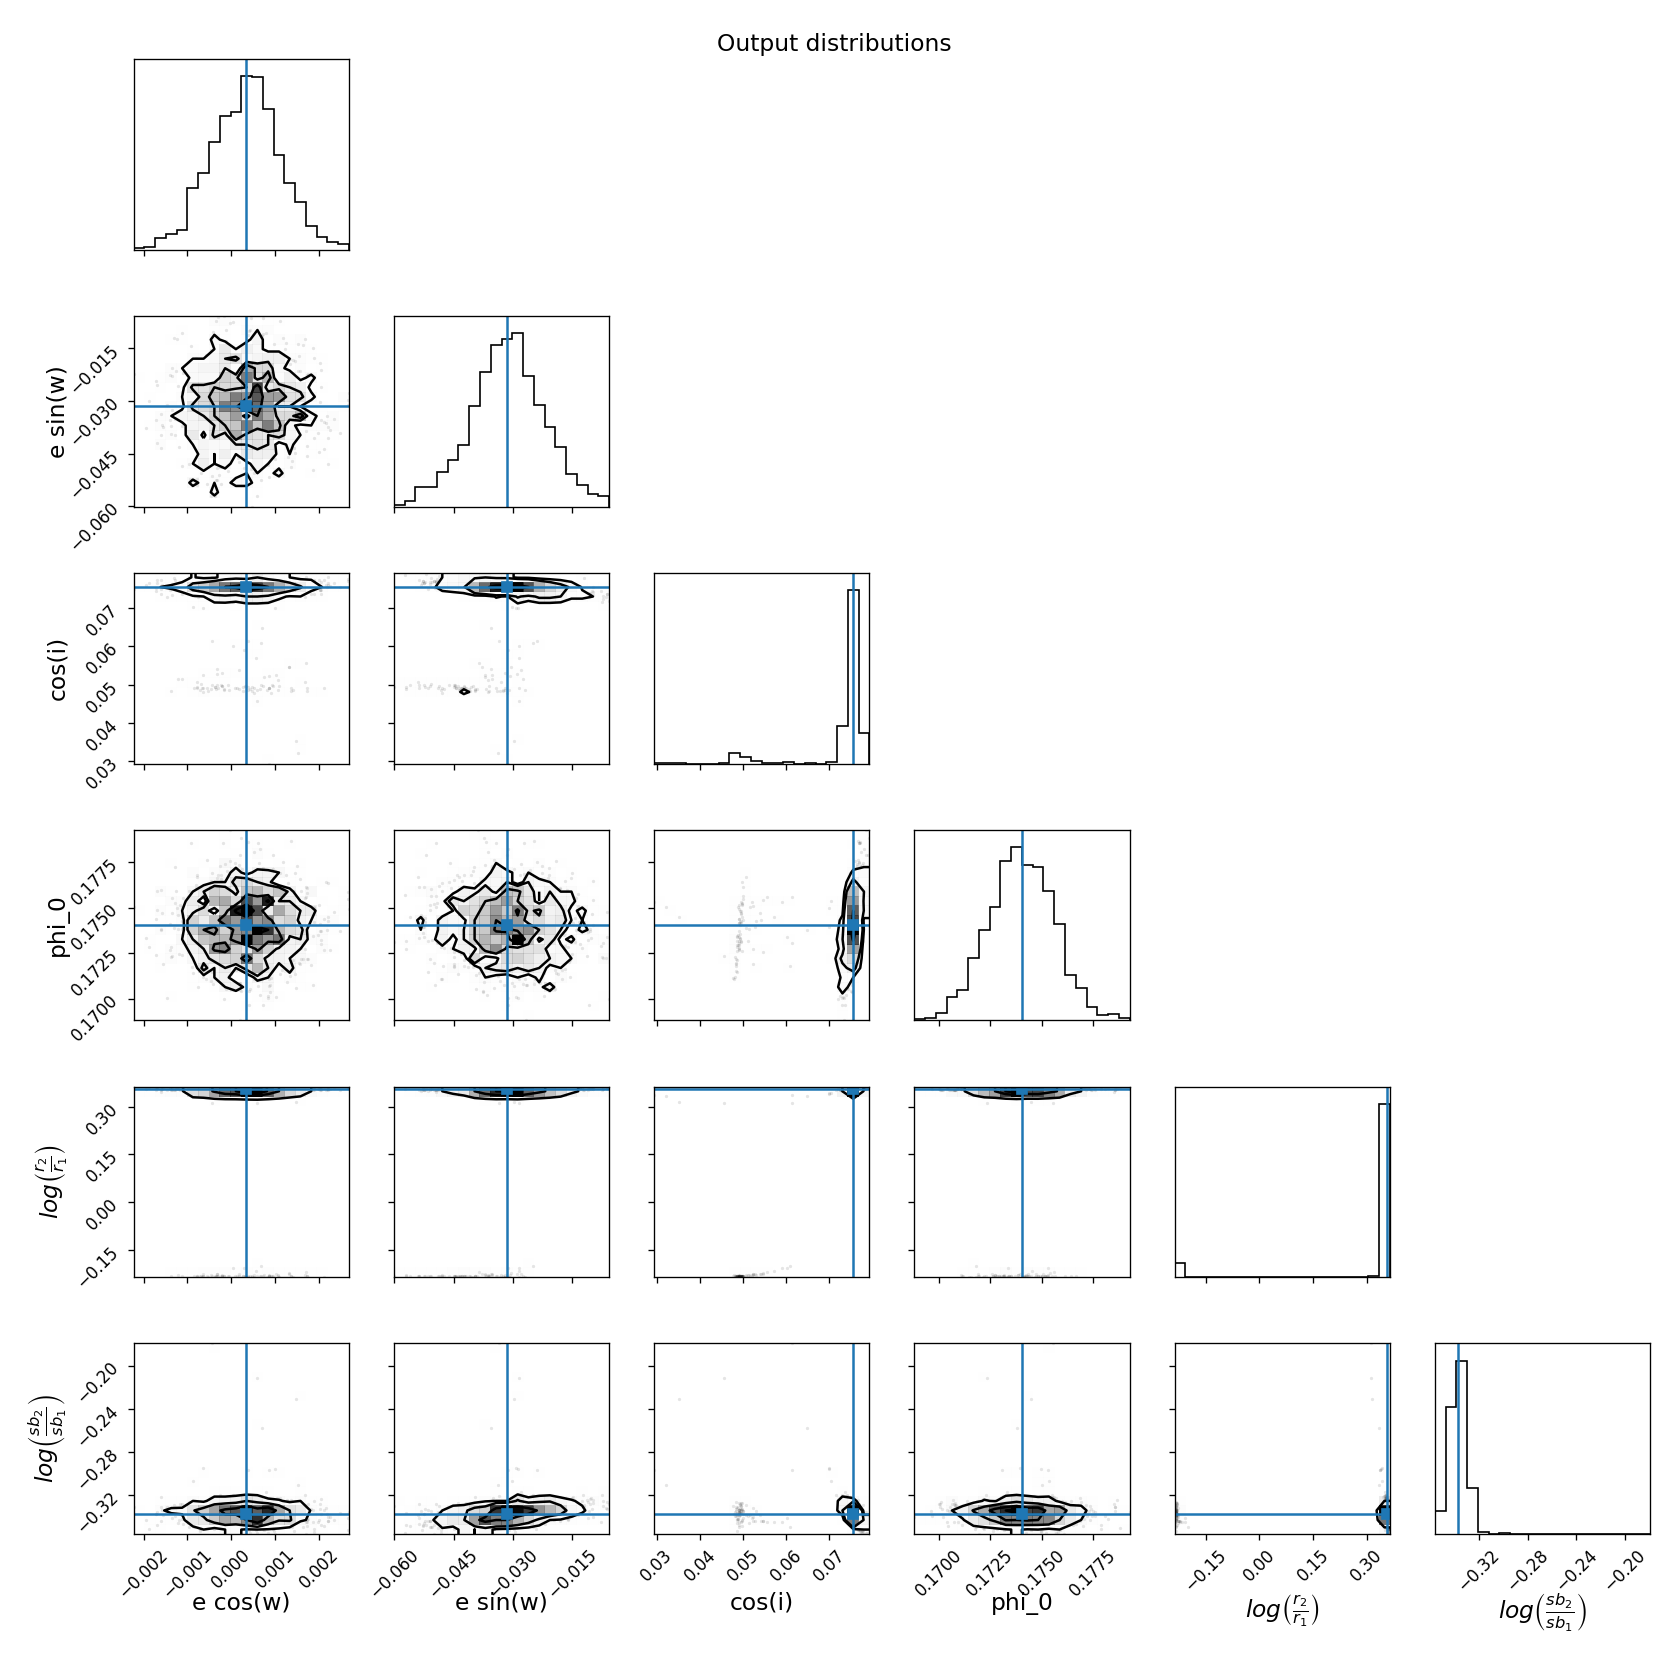 Output distributions
e sin(w)
−0.015
−0.030
−0.045
−0.060
cos(i)
0.07
0.06
0.05
0.04
0.03
phi_0
0.1775
0.1750
0.1725
0.1700
log(r₂/r₁)
0.30
0.15
0.00
−0.15
log(sb₂/sb₁)
−0.20
−0.24
−0.28
−0.32
−0.002 −0.001 0.000 0.001 0.002 −0.060 −0.045 −0.030 −0.015 0.03 0.04 0.05 0.06 0.07 0.1700 0.1725 0.1750 0.1775 −0.15 0.00 0.15 0.30 −0.32 −0.28 −0.24 −0.20
e cos(w) e sin(w) cos(i) phi_0 log(r₂/r₁) log(sb₂/sb₁)